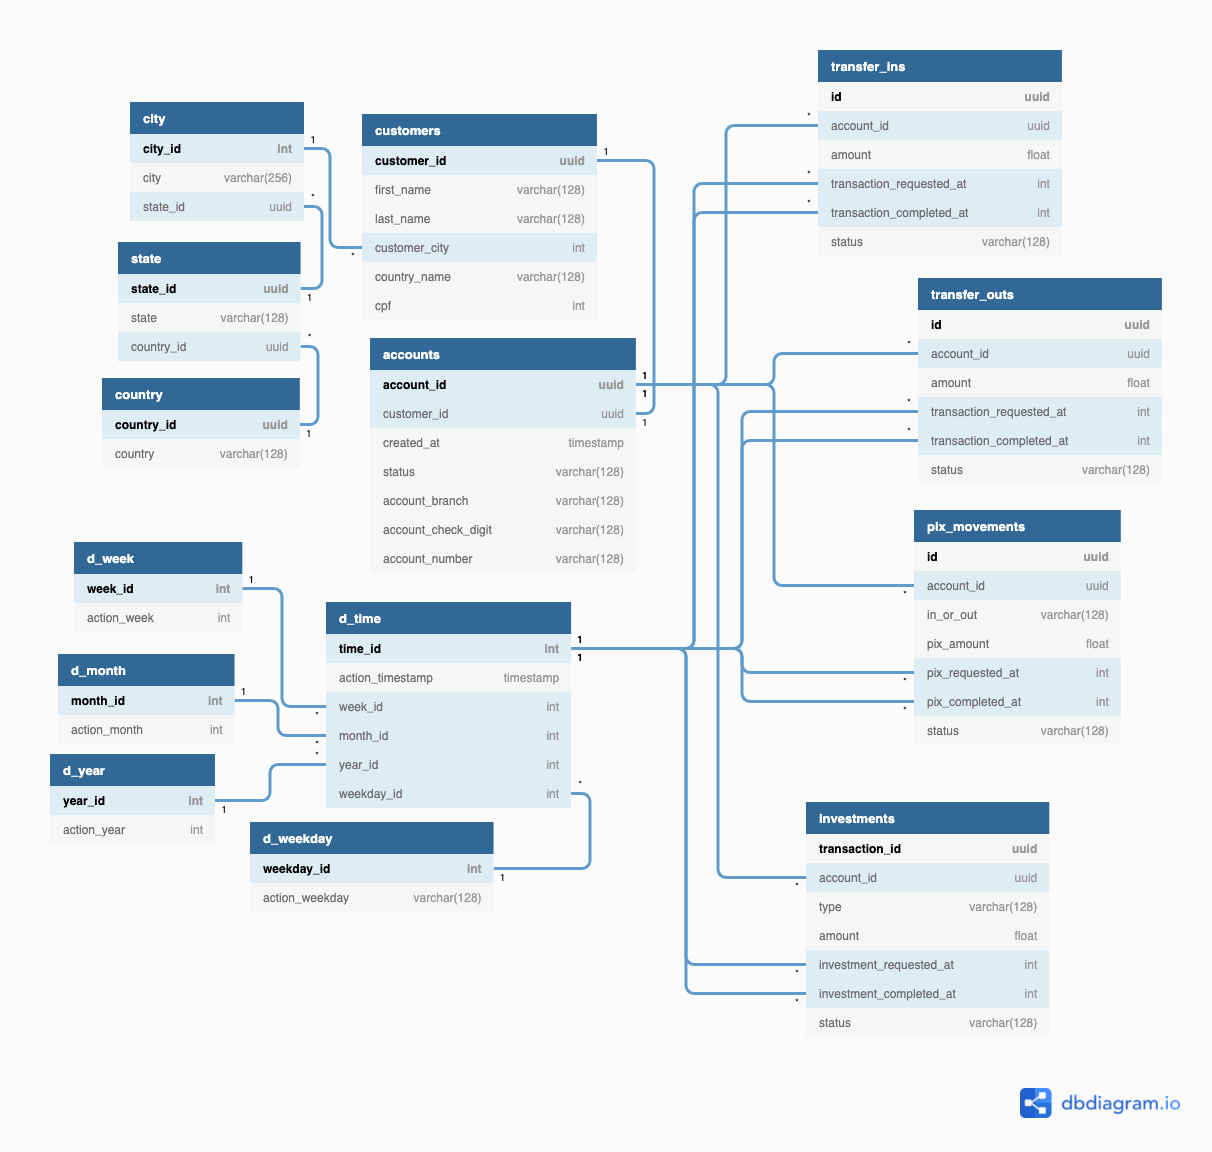 city
city_id int
city varchar(256)
state_id uuid
state
state_id uuid
state varchar(128)
country_id uuid
country
country_id uuid
country varchar(128)
customers
customer_id uuid
first_name varchar(128)
last_name varchar(128)
customer_city int
country_name varchar(128)
cpf int
accounts
account_id uuid
customer_id uuid
created_at timestamp
status varchar(128)
account_branch varchar(128)
account_check_digit varchar(128)
account_number varchar(128)
d_week
week_id int
action_week int
d_month
month_id int
action_month int
d_year
year_id int
action_year int
d_time
time_id int
action_timestamp timestamp
week_id int
month_id int
year_id int
weekday_id int
d_weekday
weekday_id int
action_weekday varchar(128)
transfer_ins
id uuid
account_id uuid
amount float
transaction_requested_at int
transaction_completed_at int
status varchar(128)
transfer_outs
id uuid
account_id uuid
amount float
transaction_requested_at int
transaction_completed_at int
status varchar(128)
pix_movements
id uuid
account_id uuid
in_or_out varchar(128)
pix_amount float
pix_requested_at int
pix_completed_at int
status varchar(128)
investments
transaction_id uuid
account_id uuid
type varchar(128)
amount float
investment_requested_at int
investment_completed_at int
status varchar(128)
1
*
1
*
1
*
1
1
1
1
1
*
1
*
1
*
1
*
1
1
*
*
*
*
*
*
*
*
*
*
*
*
dbdiagram.io